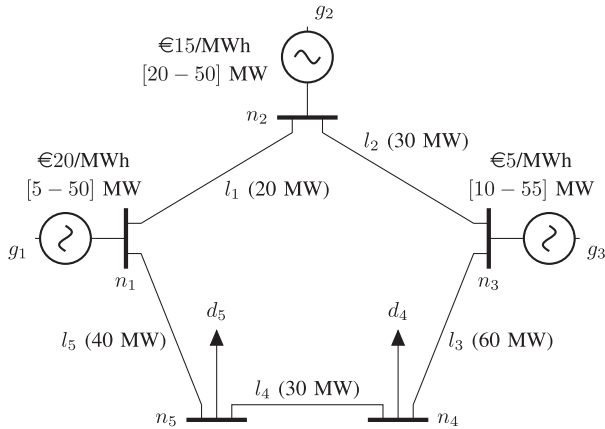 g₂
€15/MWh
[20 − 50] MW
n₂
l₂ (30 MW)
€20/MWh
[5 − 50] MW
€5/MWh
[10 − 55] MW
l₁ (20 MW)
g₁
g₃
n₁
n₃
d₅
d₄
l₅ (40 MW)
l₃ (60 MW)
l₄ (30 MW)
n₅
n₄